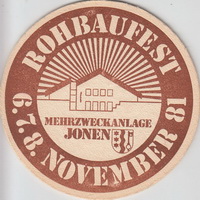 ROHBAUFEST
MEHRZWECKANLAGE
JONEN
6.7.8. NOVEMBER 81